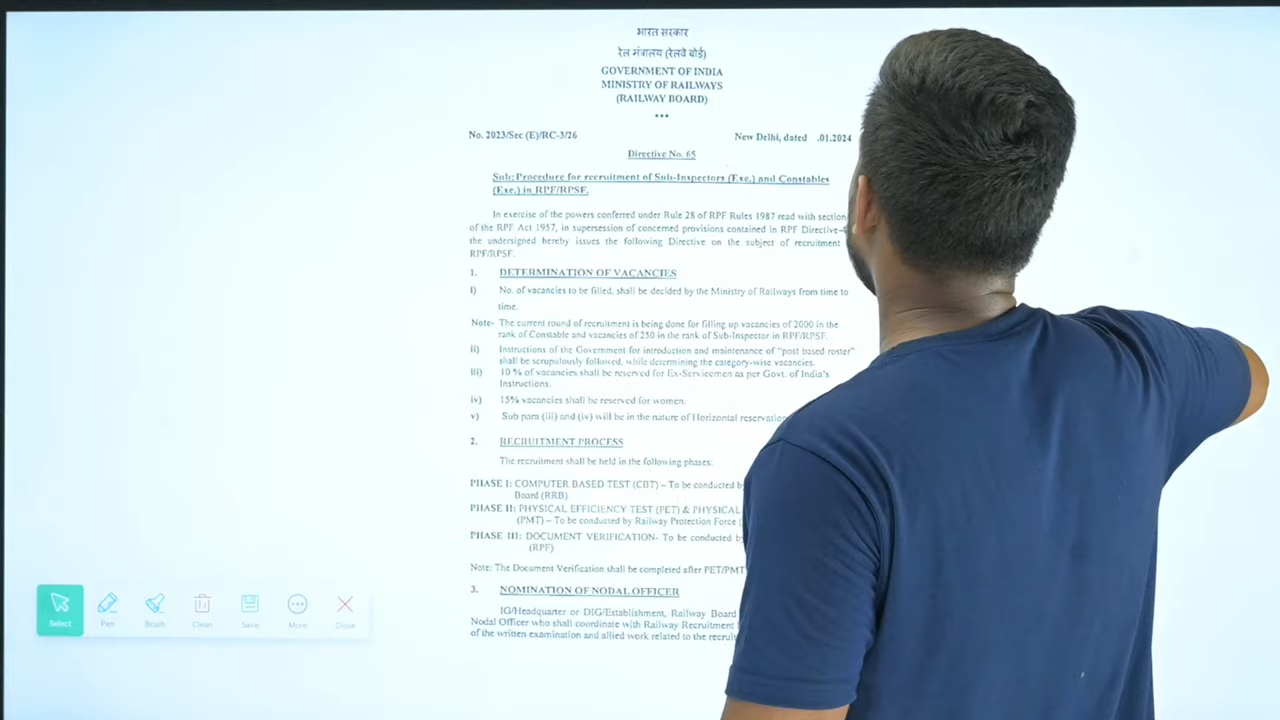 भारत सरकार
रेल मंत्रालय (रेलवे बोर्ड)
GOVERNMENT OF INDIA
MINISTRY OF RAILWAYS
(RAILWAY BOARD)
***
No. 2023/Sec (E)/RC-3/26 New Delhi, dated .01.2024
Directive No. 65
Sub: Procedure for recruitment of Sub-Inspectors (Exe.) and Constables
(Exe.) in RPF/RPSF.
In exercise of the powers conferred under Rule 28 of RPF Rules 1987 read with section
of the RPF Act 1957, in supersession of concerned provisions contained in RPF Directive-
the undersigned hereby issues the following Directive on the subject of recruitment
RPF/RPSF.
1. DETERMINATION OF VACANCIES
i) No. of vacancies to be filled, shall be decided by the Ministry of Railways from time to
time.
Note- The current round of recruitment is being done for filling up vacancies of 2000 in the
rank of Constable and vacancies of 250 in the rank of Sub-Inspector in RPF/RPSF.
ii) Instructions of the Government for introduction and maintenance of "post based roster"
shall be scrupulously followed, while determining the category-wise vacancies.
iii) 10 % of vacancies shall be reserved for Ex-Servicemen as per Govt. of India's
Instructions.
iv) 15% vacancies shall be reserved for women.
v) Sub para (iii) and (iv) will be in the nature of Horizontal reservation
2. RECRUITMENT PROCESS
The recruitment shall be held in the following phases:
PHASE I: COMPUTER BASED TEST (CBT) – To be conducted by
Board (RRB)
PHASE II: PHYSICAL EFFICIENCY TEST (PET) & PHYSICAL
(PMT) – To be conducted by Railway Protection Force (
PHASE III: DOCUMENT VERIFICATION- To be conducted by
(RPF)
Note: The Document Verification shall be completed after PET/PMT
3. NOMINATION OF NODAL OFFICER
IG/Headquarter or DIG/Establishment, Railway Board
Nodal Officer who shall coordinate with Railway Recruitment
of the written examination and allied work related to the
Select Pen Brush Clean Save More Close